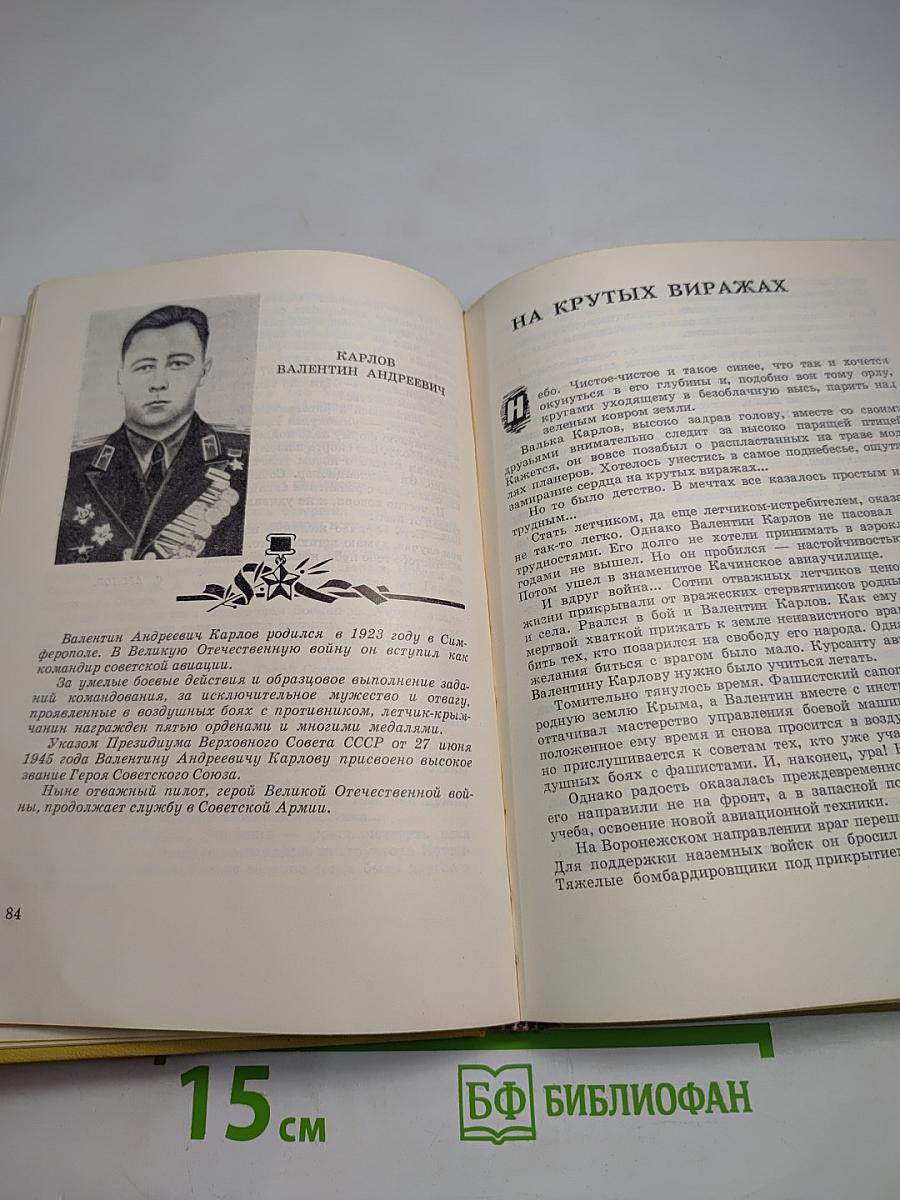 КАРЛОВ
ВАЛЕНТИН АНДРЕЕВИЧ
Валентин Андреевич Карлов родился в 1923 году в Сим-
ферополе. В Великую Отечественную войну он вступил как
командир советской авиации.
За умелые боевые действия и образцовое выполнение зада-
ний командования, за исключительное мужество и отвагу,
проявленные в воздушных боях с противником, летчик-крым-
чанин награжден пятью орденами и многими медалями.
Указом Президиума Верховного Совета СССР от 27 июня
1945 года Валентину Андреевичу Карлову присвоено высокое
звание Героя Советского Союза.
Ныне отважный пилот, герой Великой Отечественной вой-
ны, продолжает службу в Советской Армии.
84
НА КРУТЫХ ВИРАЖАХ
Небо. Чистое-чистое и такое синее, что так и хочется
окунуться в его глубины и, подобно вон тому орлу,
кругами уходящему в безоблачную высь, парить над
зеленым ковром земли.
Валька Карлов, высоко задрав голову, вместе со своими
друзьями внимательно следит за высоко парящей птицей
Кажется, он вовсе позабыл о распластанных на траве мод
лях планеров. Хотелось унестись в самое поднебесье, ощути
замирание сердца на крутых виражах...
Но то было детство. В мечтах все казалось простым и
трудным...
Стать летчиком, да еще летчиком-истребителем, оказа
не так-то легко. Однако Валентин Карлов не пасовал
трудностями. Его долго не хотели принимать в аэрокл
годами не вышел. Но он пробился — настойчивостью
Потом ушел в знаменитое Качинское авиаучилище.
И вдруг война... Сотни отважных летчиков ценою
жизни прикрывали от вражеских стервятников родны
и села. Рвался в бой и Валентин Карлов. Как ему
мертвой хваткой прижать к земле ненавистного враг
бить тех, кто позарился на свободу его народа. Одна
желания биться с врагом было мало. Курсанту ави
Валентину Карлову нужно было учиться летать.
Томительно тянулось время. Фашистский сапог
родную землю Крыма, а Валентин вместе с инст
оттачивал мастерство управления боевой маши
положенное ему время и снова просится в возду
но прислушивается к советам тех, кто уже уча
душных боях с фашистами. И, наконец, ура!
Однако радость оказалась преждевременно
его направили не на фронт, а в запасной по
учеба, освоение новой авиационной техники.
На Воронежском направлении враг переш
Для поддержки наземных войск он бросил
Тяжелые бомбардировщики под прикрытием
15 см
БФ БИБЛИОФАН